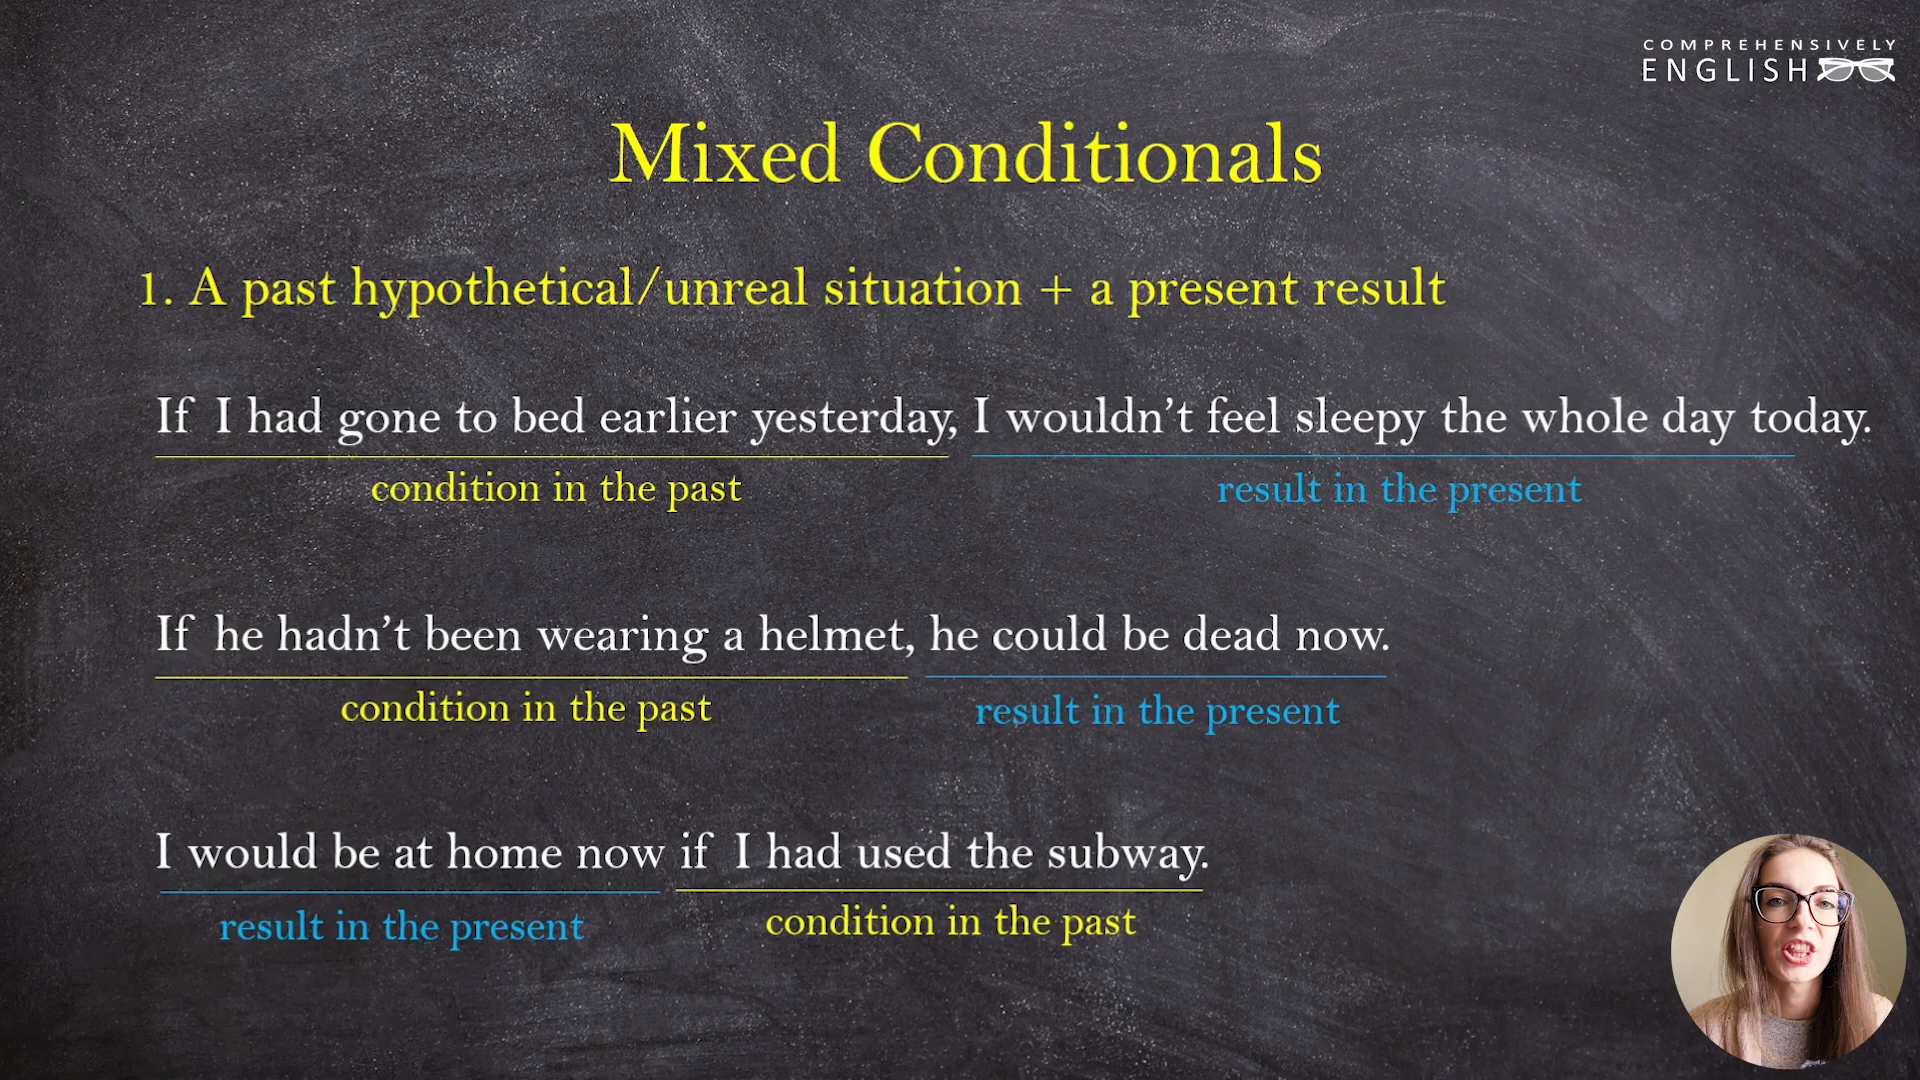 COMPREHENSIVELY
ENGLISH
Mixed Conditionals
1. A past hypothetical/unreal situation + a present result
If I had gone to bed earlier yesterday, I wouldn’t feel sleepy the whole day today.
condition in the past result in the present
If he hadn’t been wearing a helmet, he could be dead now.
condition in the past result in the present
I would be at home now if I had used the subway.
result in the present condition in the past